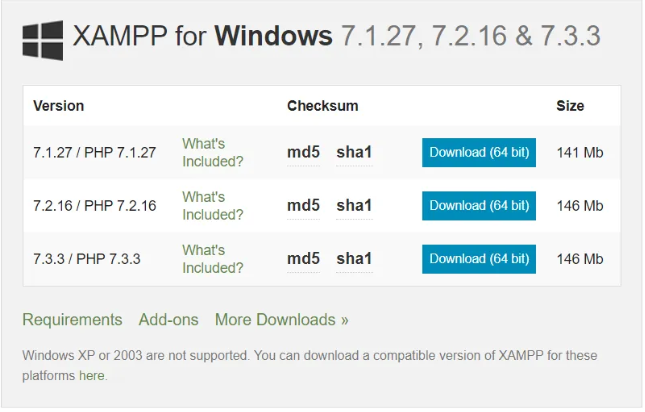 XAMPP for Windows 7.1.27, 7.2.16 & 7.3.3
Version Checksum Size
7.1.27 / PHP 7.1.27 What's Included? md5 sha1 Download (64 bit) 141 Mb
7.2.16 / PHP 7.2.16 What's Included? md5 sha1 Download (64 bit) 146 Mb
7.3.3 / PHP 7.3.3 What's Included? md5 sha1 Download (64 bit) 146 Mb
Requirements Add-ons More Downloads »
Windows XP or 2003 are not supported. You can download a compatible version of XAMPP for these
platforms here.